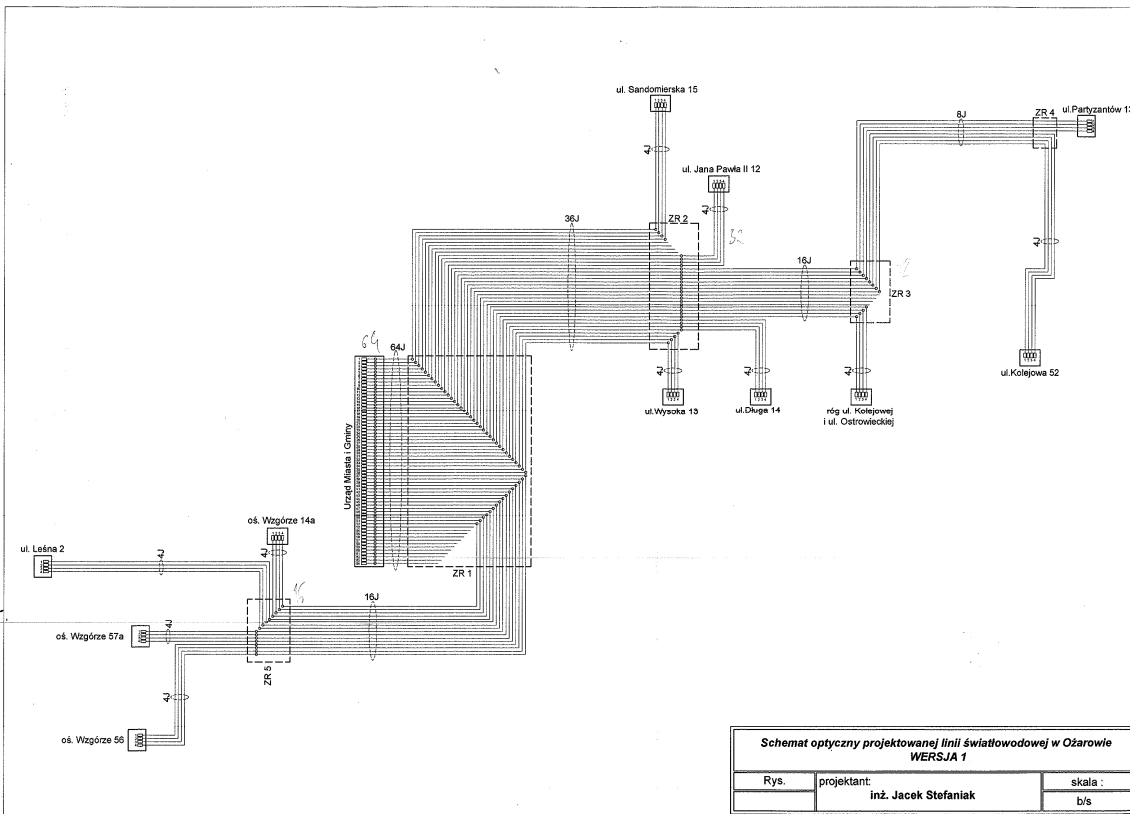 ul. Sandomierska 15
4J
ul. Jana Pawła II 12
4J
8J
ZR 4
ul.Partyzantów 13
4J
36J
ZR 2
32
16J
ZR 3
64
64J
4J
4J
4J
ul.Wysoka 13
ul.Długa 14
róg ul. Kolejowej
i ul. Ostrowieckiej
ul.Kolejowa 52
Urząd Miasta i Gminy
ZR 1
oś. Wzgórze 14a
4J
ul. Leśna 2
4J
16
16J
oś. Wzgórze 57a
4J
ZR 5
4J
oś. Wzgórze 56
Schemat optyczny projektowanej linii światłowodowej w Ożarowie
WERSJA 1
Rys.
projektant:
inż. Jacek Stefaniak
skala :
b/s